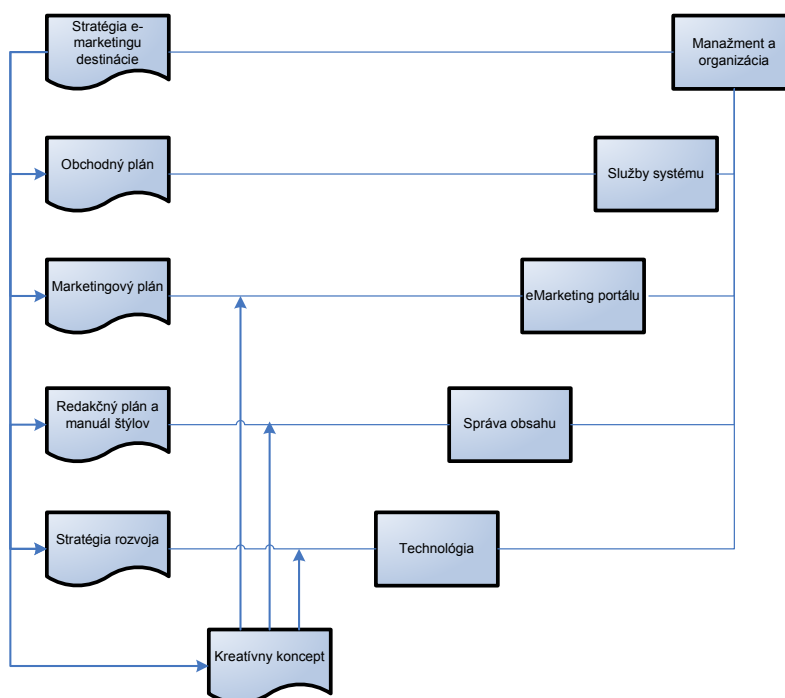 Stratégia e-
marketingu
destinácie
Manažment a
organizácia
Obchodný plán
Služby systému
Marketingový plán
eMarketing portálu
Redakčný plán a
manuál štýlov
Správa obsahu
Stratégia rozvoja
Technológia
Kreatívny koncept